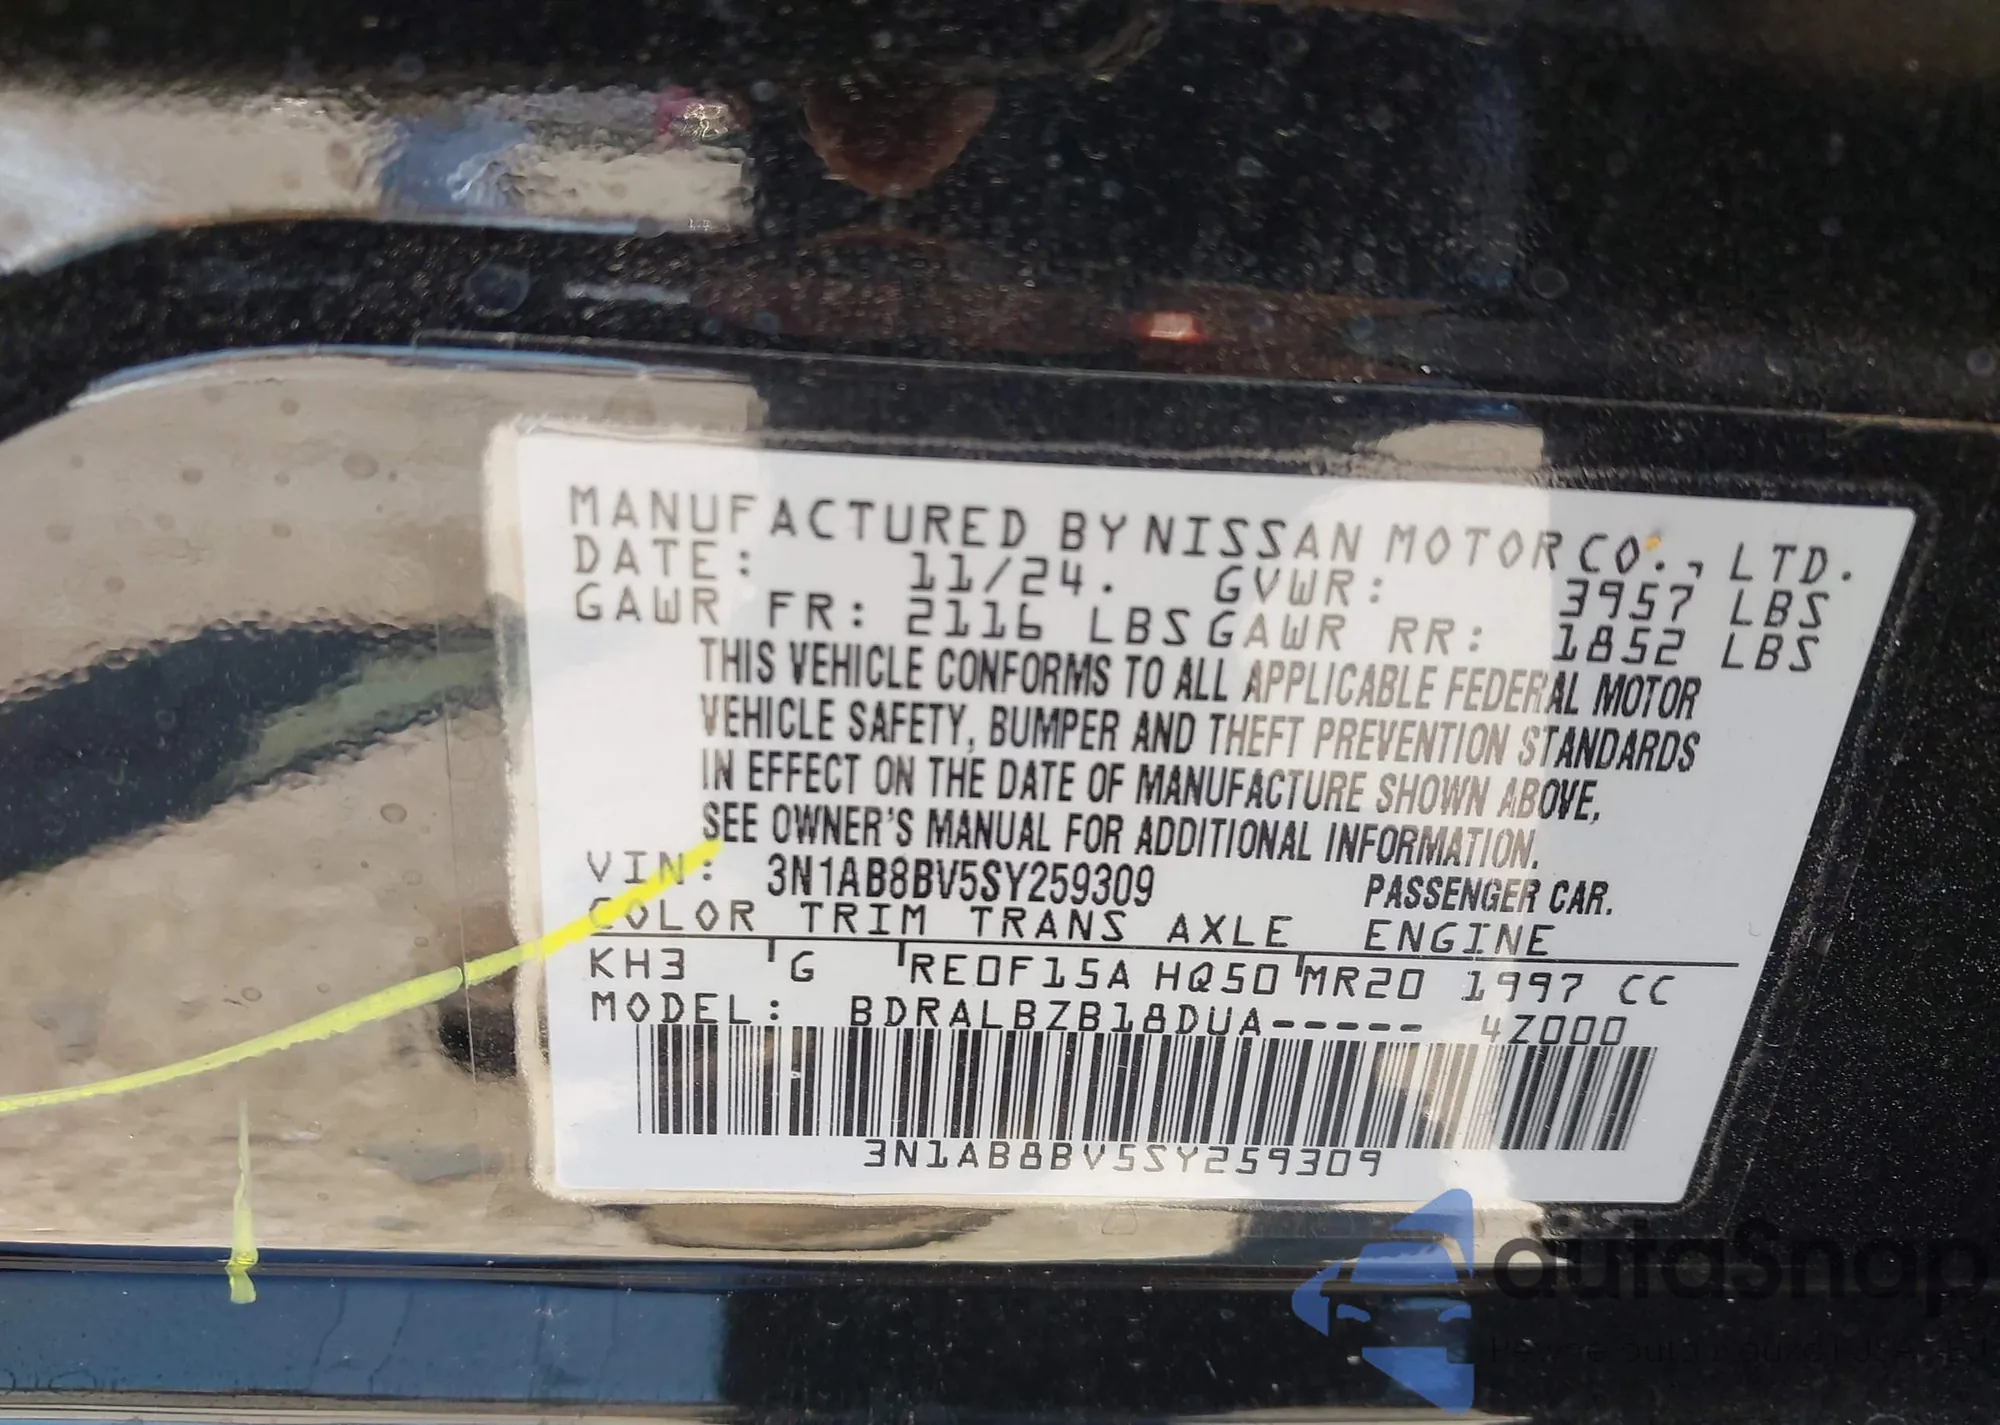 MANUFACTURED BY NISSAN MOTOR CO., LTD.
DATE: 11/24. GVWR: 3957 LBS
GAWR FR: 2116 LBS GAWR RR: 1852 LBS
THIS VEHICLE CONFORMS TO ALL APPLICABLE FEDERAL MOTOR
VEHICLE SAFETY, BUMPER AND THEFT PREVENTION STANDARDS
IN EFFECT ON THE DATE OF MANUFACTURE SHOWN ABOVE,
SEE OWNER'S MANUAL FOR ADDITIONAL INFORMATION.
VIN: 3N1AB8BV5SY259309 PASSENGER CAR.
COLOR TRIM TRANS AXLE ENGINE
KH3 G RE0F15A HQ50 MR20 1997 CC
MODEL: BDRALBZB18DUA----- 4Z000
3N1AB8BV5SY259309
autaSnap